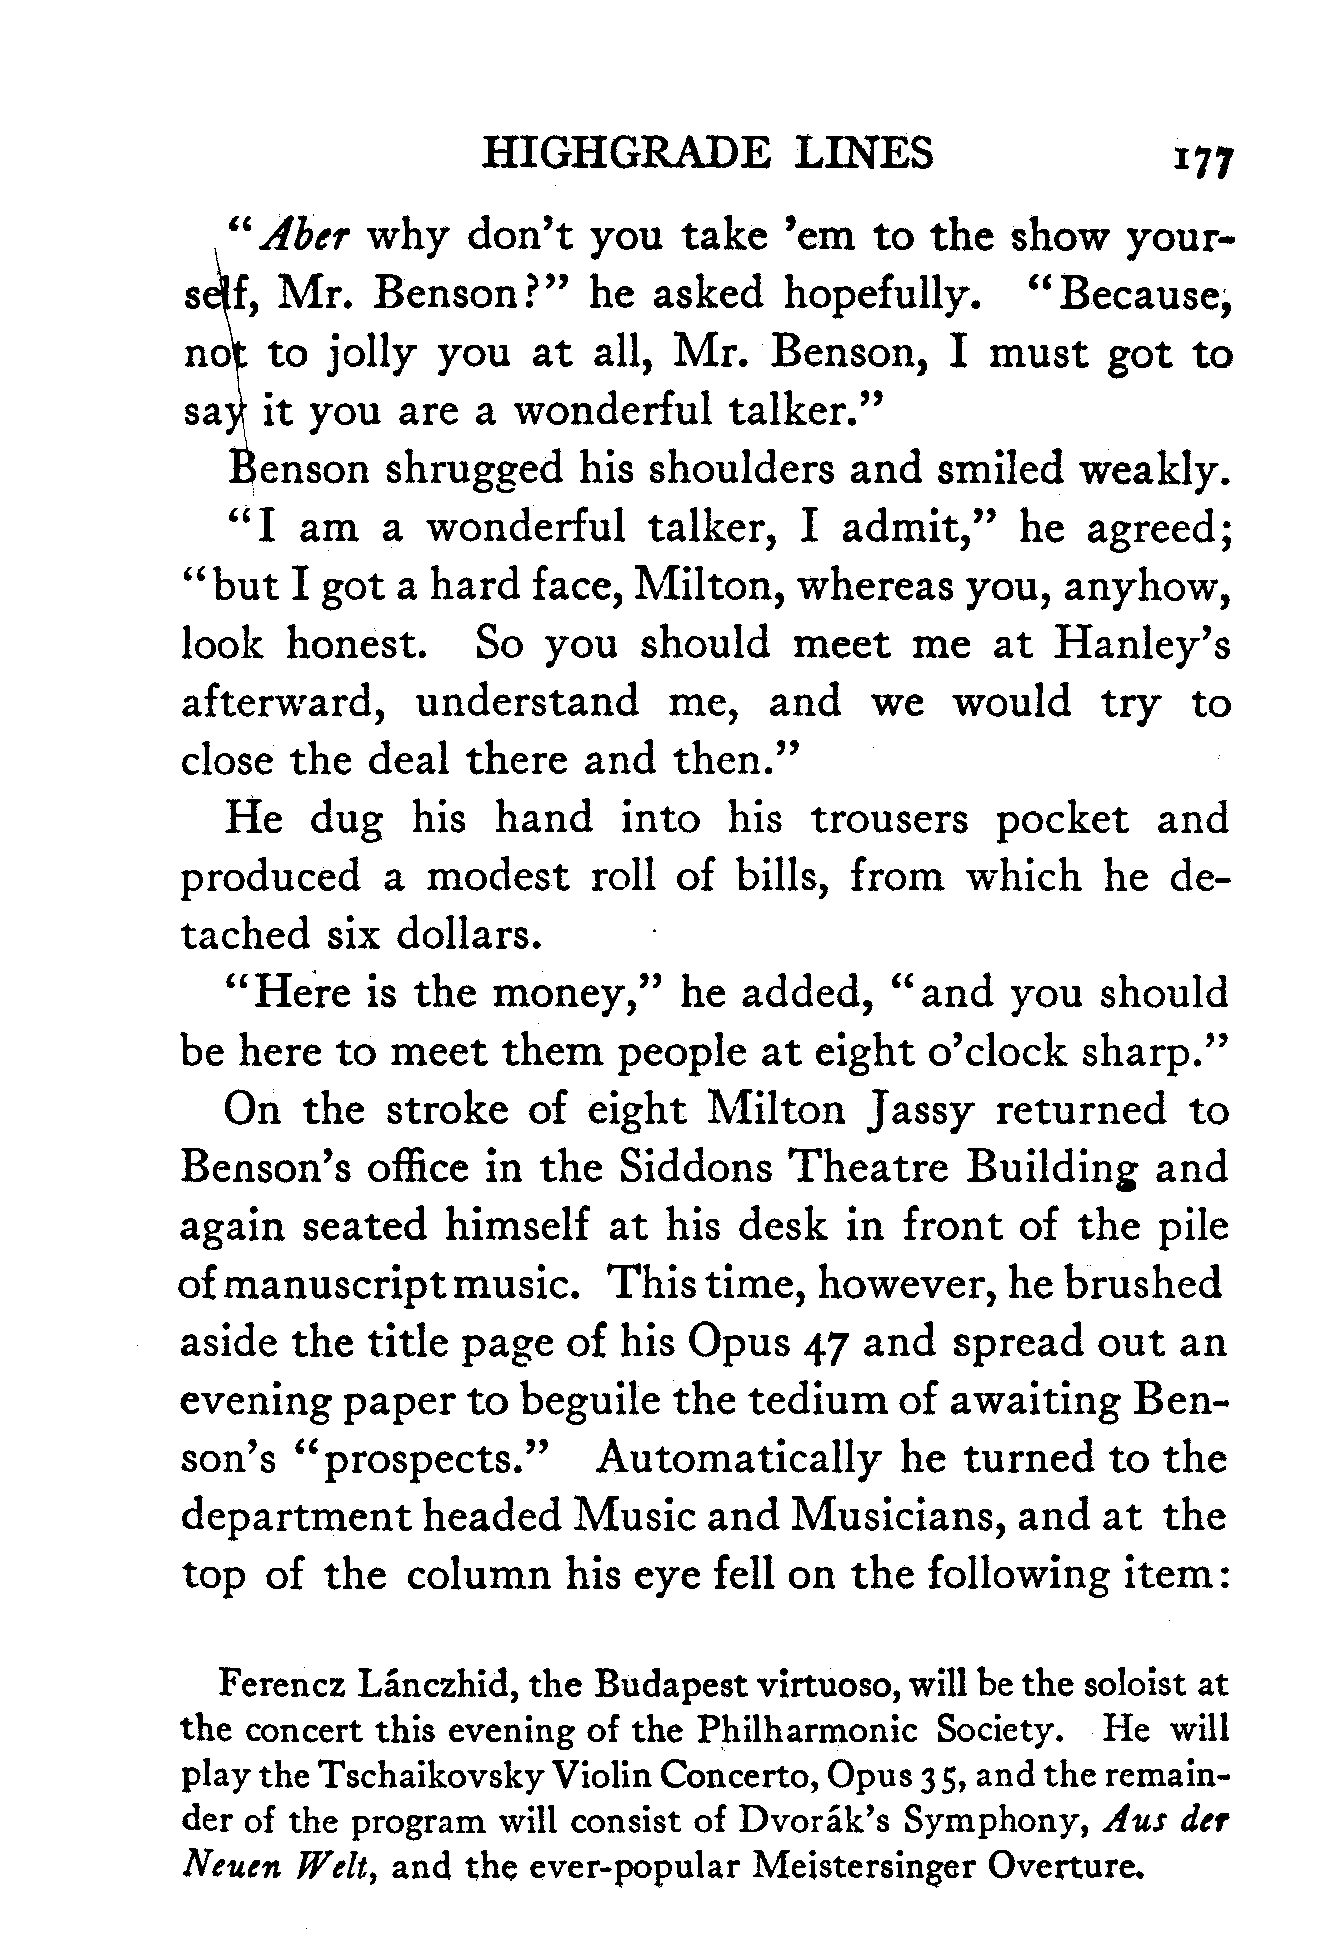 HIGHGRADE LINES 177
“Aber why don’t you take ’em to the show your-
self, Mr. Benson?” he asked hopefully. “Because,
not to jolly you at all, Mr. Benson, I must got to
say it you are a wonderful talker.”
Benson shrugged his shoulders and smiled weakly.
“I am a wonderful talker, I admit,” he agreed;
“but I got a hard face, Milton, whereas you, anyhow,
look honest. So you should meet me at Hanley’s
afterward, understand me, and we would try to
close the deal there and then.”
He dug his hand into his trousers pocket and
produced a modest roll of bills, from which he de-
tached six dollars.
“Here is the money,” he added, “and you should
be here to meet them people at eight o’clock sharp.”
On the stroke of eight Milton Jassy returned to
Benson’s office in the Siddons Theatre Building and
again seated himself at his desk in front of the pile
of manuscript music. This time, however, he brushed
aside the title page of his Opus 47 and spread out an
evening paper to beguile the tedium of awaiting Ben-
son’s “prospects.” Automatically he turned to the
department headed Music and Musicians, and at the
top of the column his eye fell on the following item:
Ferencz Lánczhid, the Budapest virtuoso, will be the soloist at
the concert this evening of the Philharmonic Society. He will
play the Tschaikovsky Violin Concerto, Opus 35, and the remain-
der of the program will consist of Dvorák’s Symphony, Aus der
Neuen Welt, and the ever-popular Meistersinger Overture.